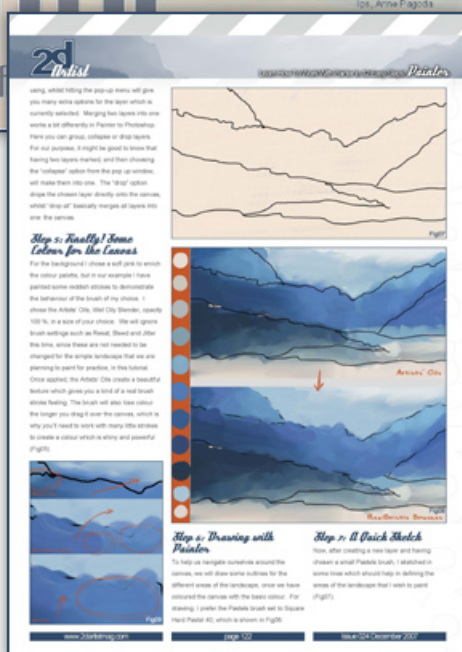 Ips, Anne Pagoda
2d
Artist
Painter
using, whilst hitting the pop-up menu will give
you many extra options for the layer which is
currently selected. Merging two layers into one
works a bit differently in Painter to Photoshop.
Here you can group, collapse or drop layers.
For our purpose, it might be good to know that
having two layers marked, and then choosing
the "collapse" option from the pop up window,
will make them into one. The "drop" option
drops the chosen layer directly onto the canvas,
whilst "drop all" basically merges all layers into
one: the canvas.
Step 5: Finally! Some
Colour for the Canvas
For the background I chose a soft pink to enrich
the colour palette, but in our example I have
painted some reddish strokes to demonstrate
the behaviour of the brush of my choice. I
chose the Artists' Oils, Wet Oily Blender, opacity
100 %, in a size of your choice. We will ignore
brush settings such as Resat, Bleed and Jitter
this time, since these are not needed to be
changed for the simple landscape that we are
planning to paint for practice, in this tutorial.
Once applied, the Artists' Oils create a beautiful
texture which gives you a kind of a real brush
stroke feeling. The brush will also lose colour
the longer you drag it over the canvas, which is
why you'll need to work with many little strokes
to create a colour which is shiny and powerful
(Fig05).
Fig07
Artists' Oils
Step 6: Drawing with
Painter
To help us navigate ourselves around the
canvas, we will draw some outlines for the
different areas of the landscape, once we have
coloured the canvas with the basic colour. For
drawing, I prefer the Pastels brush set to Square
Hard Pastel 40, which is shown in Fig06
Step 7: A Quick Sketch
Now, after creating a new layer and having
chosen a small Pastels brush, I sketched in
some lines which should help in defining the
areas of the landscape that I wish to paint
(Fig07).
www.2dartistmag.com
page 122
issue 024 December 2007